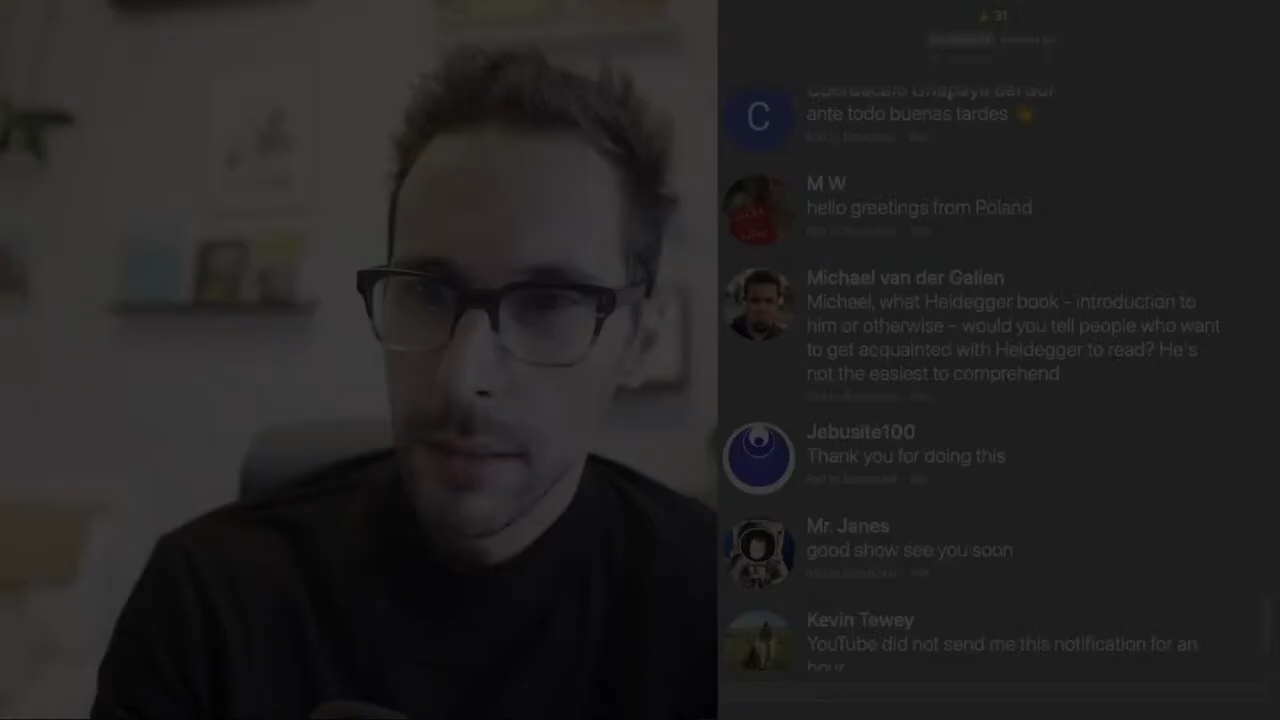 31
C
ante todo buenas tardes 👋
M W
hello greetings from Poland
Michael van der Galien
Michael, what Heidegger book - introduction to
him or otherwise - would you tell people who want
to get acquainted with Heidegger to read? He's
not the easiest to comprehend
Jebusite100
Thank you for doing this
Mr. Janes
good show see you soon
Kevin Tewey
YouTube did not send me this notification for an
hour